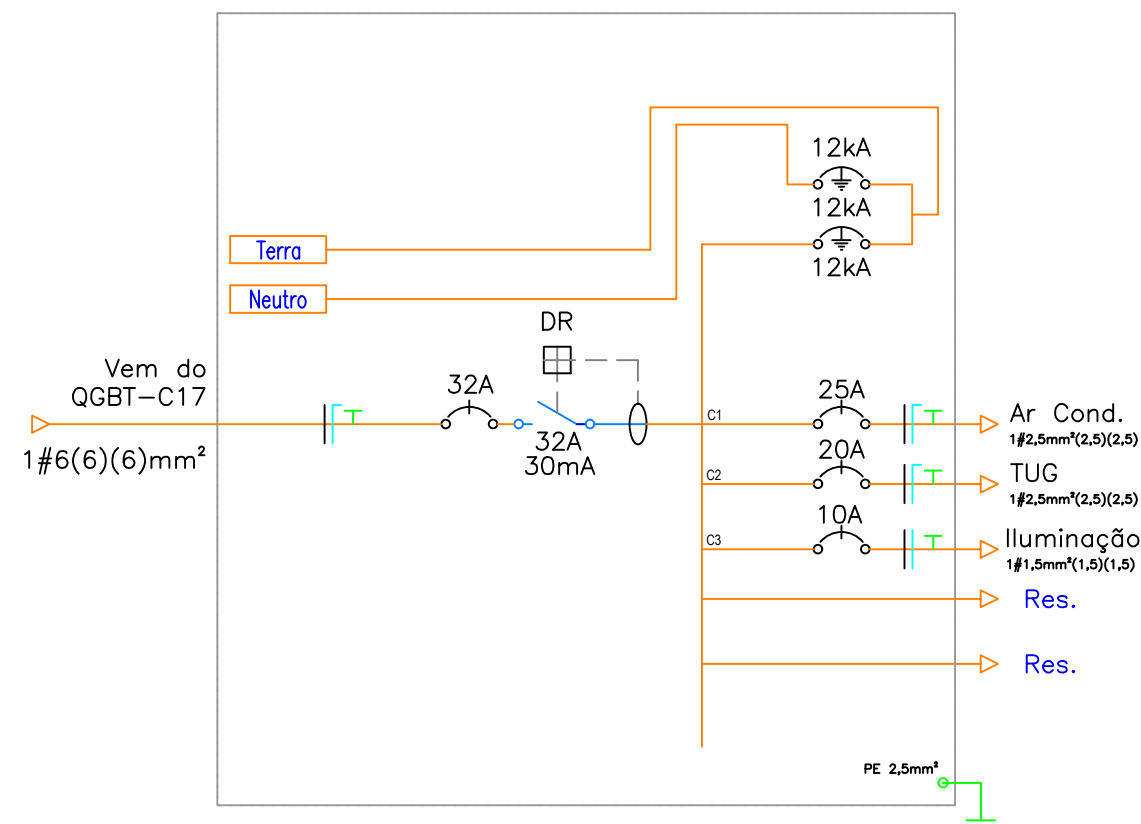 12kA
12kA
12kA
Terra
Neutro
DR
Vem do
QGBT-C17
1#6(6)(6)mm²
32A
32A
30mA
C1
25A
Ar Cond.
1#2,5mm²(2,5)(2,5)
C2
20A
TUG
1#2,5mm²(2,5)(2,5)
C3
10A
Iluminação
1#1,5mm²(1,5)(1,5)
Res.
Res.
PE 2,5mm²